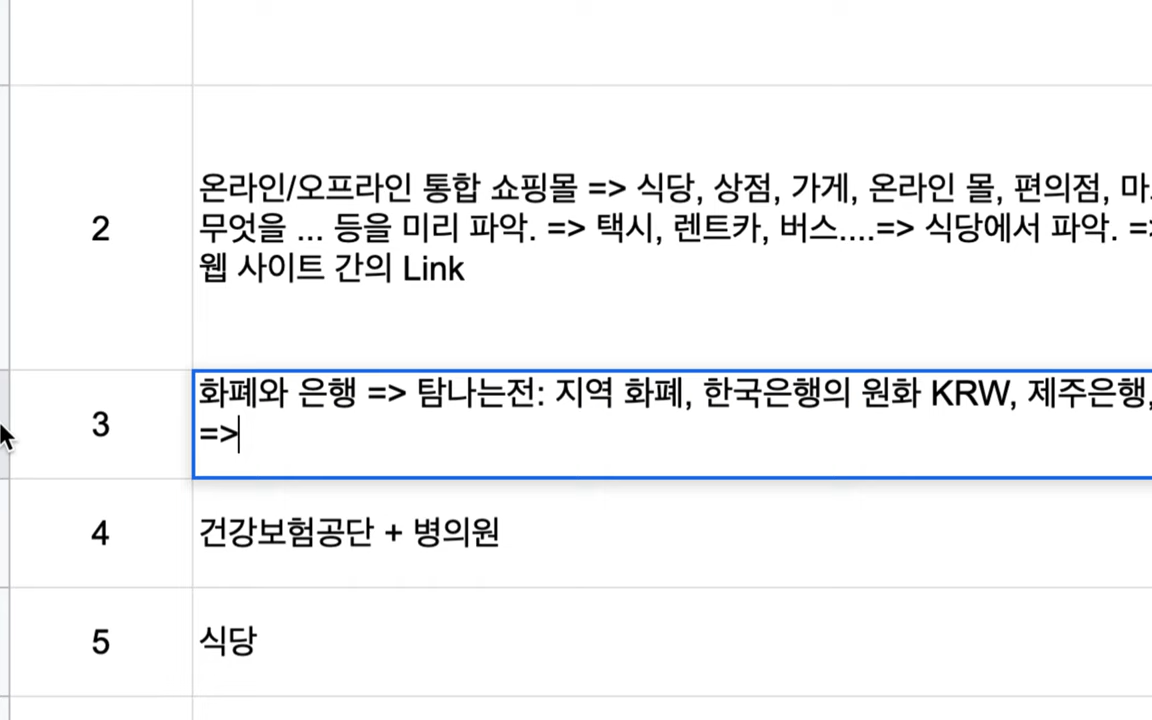 2
온라인/오프라인 통합 쇼핑몰 => 식당, 상점, 가게, 온라인 몰, 편의점,
무엇을 ... 등을 미리 파악. => 택시, 렌트카, 버스....=> 식당에서 파악.
웹 사이트 간의 Link
3
화폐와 은행 => 탐나는전: 지역 화폐, 한국은행의 원화 KRW, 제주은행,
=>
4
건강보험공단 + 병의원
5
식당